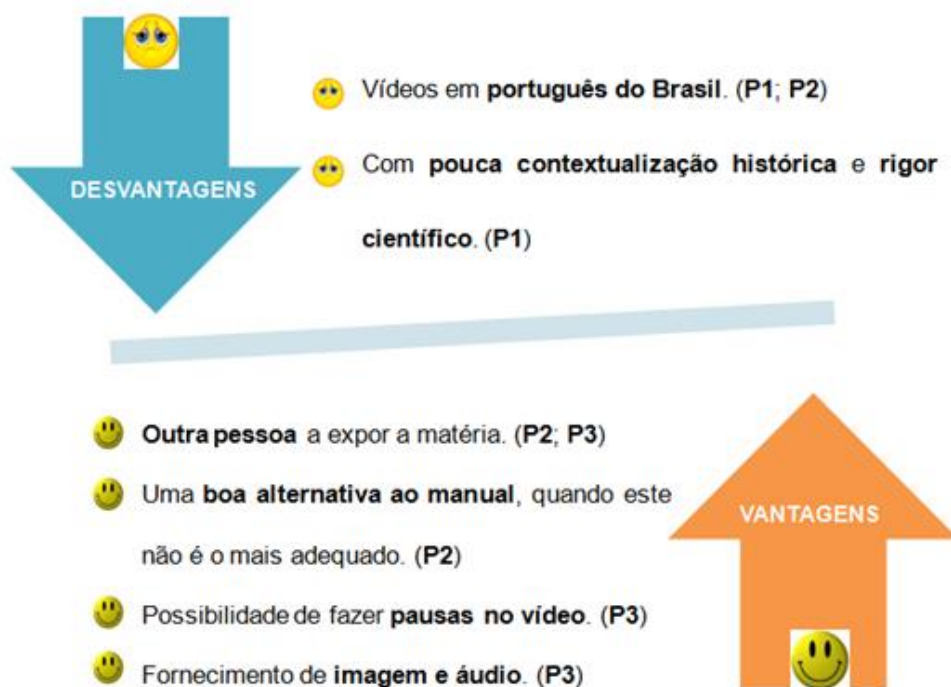 Vídeos em português do Brasil. (P1; P2)
DESVANTAGENS
Com pouca contextualização histórica e rigor
científico. (P1)
Outra pessoa a expor a matéria. (P2; P3)
Uma boa alternativa ao manual, quando este
não é o mais adequado. (P2)
VANTAGENS
Possibilidade de fazer pausas no vídeo. (P3)
Fornecimento de imagem e áudio. (P3)